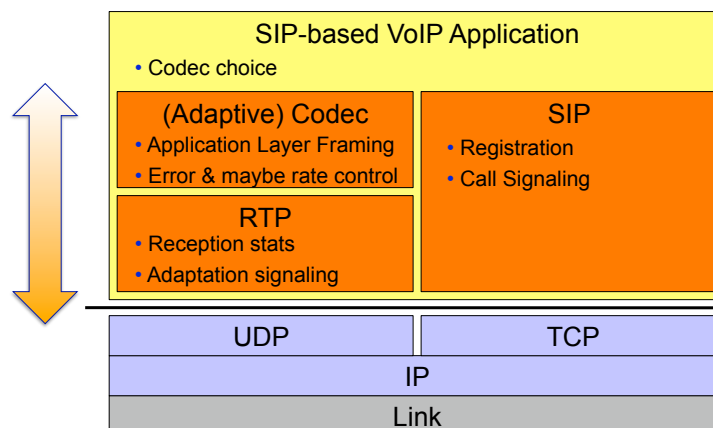 SIP-based VoIP Application
• Codec choice
(Adaptive) Codec
• Application Layer Framing
• Error & maybe rate control
SIP
• Registration
• Call Signaling
RTP
• Reception stats
• Adaptation signaling
UDP
TCP
IP
Link